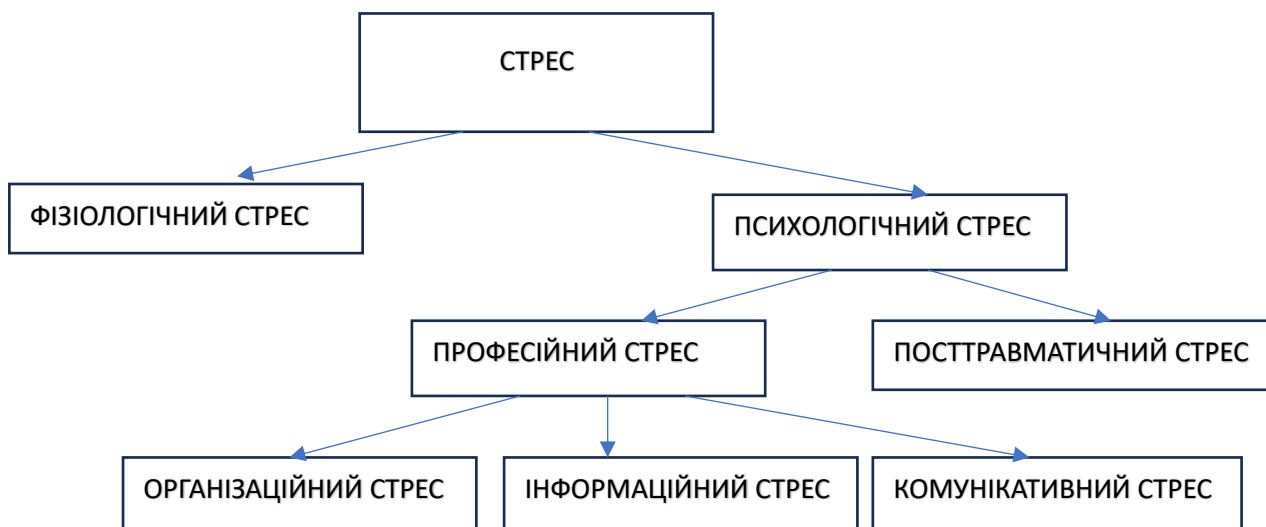 СТРЕС
ФІЗІОЛОГІЧНИЙ СТРЕС
ПСИХОЛОГІЧНИЙ СТРЕС
ПРОФЕСІЙНИЙ СТРЕС
ПОСТТРАВМАТИЧНИЙ СТРЕС
ОРГАНІЗАЦІЙНИЙ СТРЕС
ІНФОРМАЦІЙНИЙ СТРЕС
КОМУНІКАТИВНИЙ СТРЕС